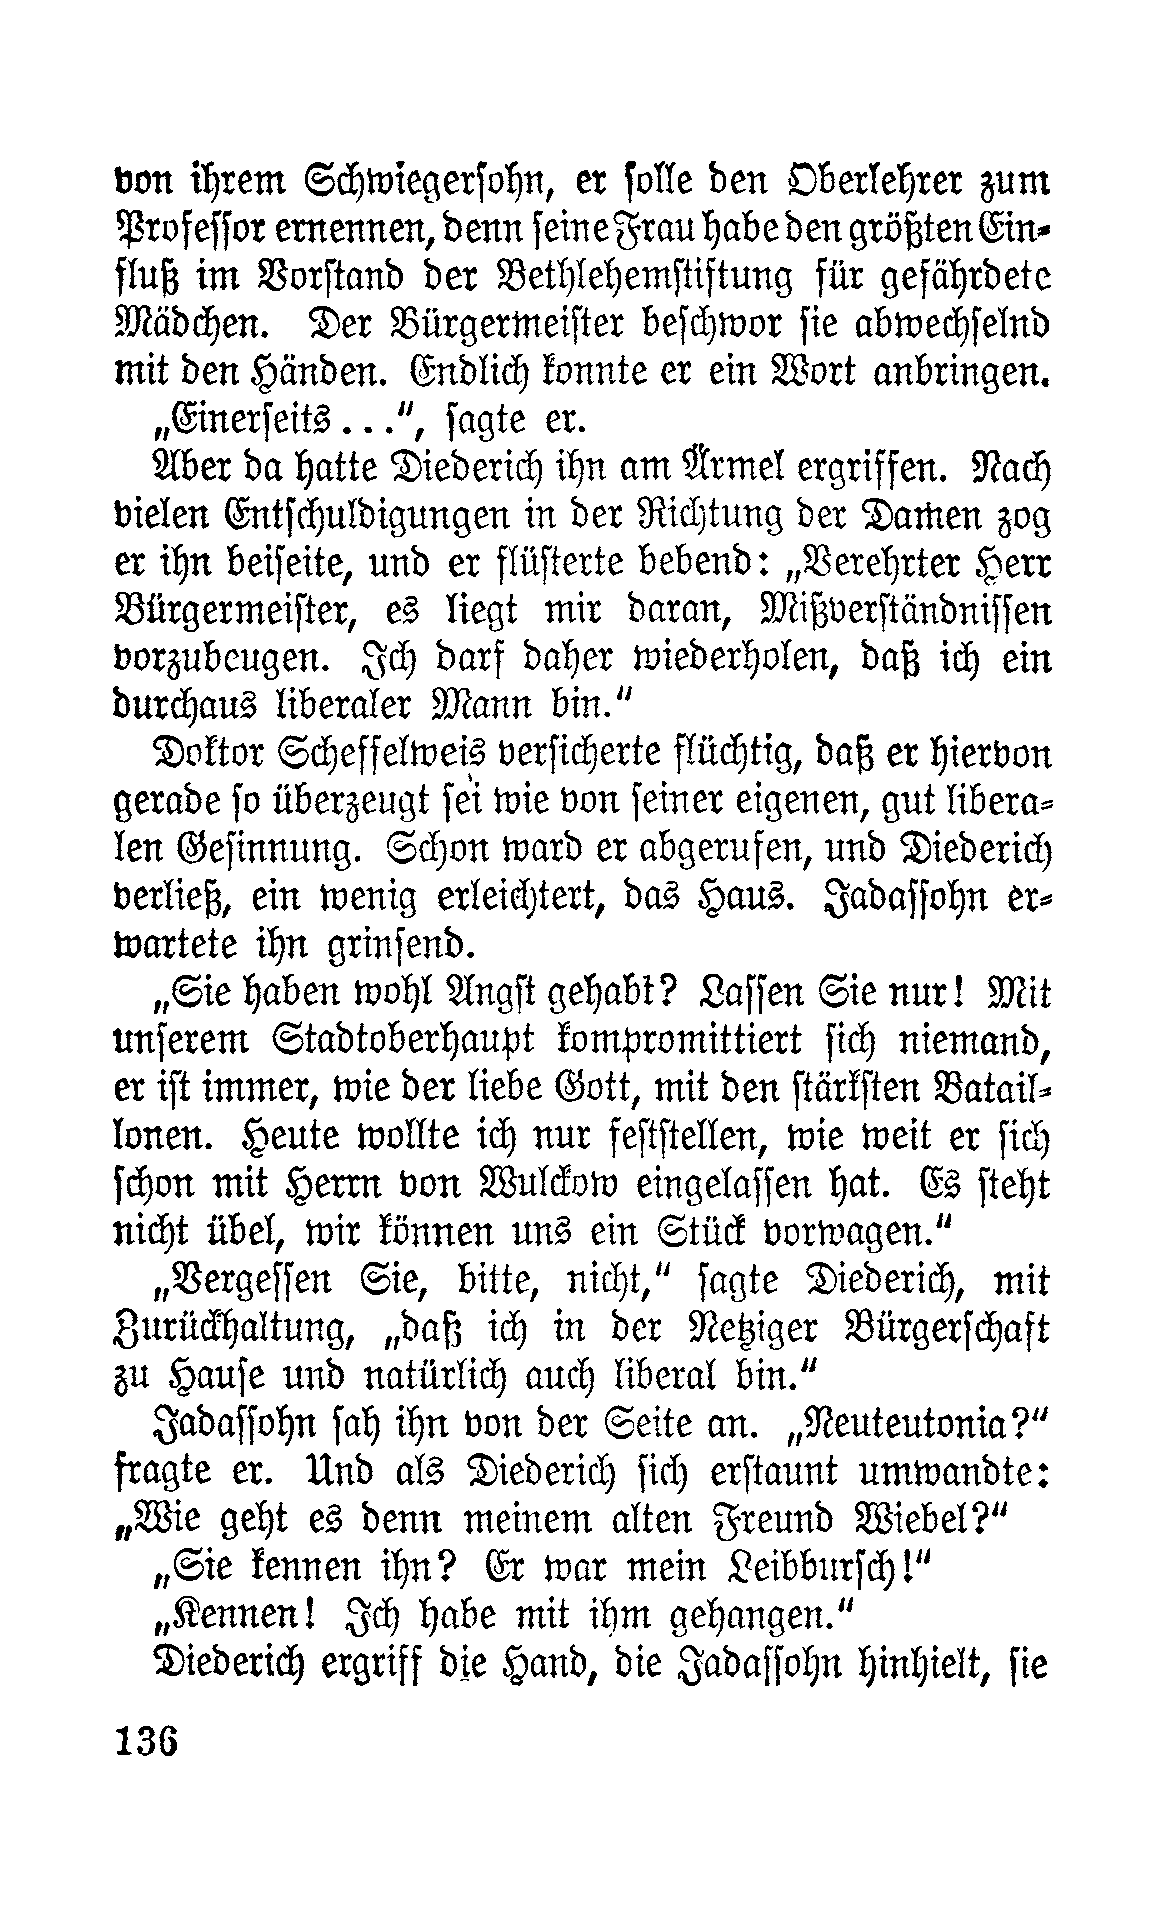 von ihrem Schwiegersohn, er solle den Oberlehrer zum
Professor ernennen, denn seine Frau habe den größten Ein-
fluß im Vorstand der Bethlehemstiftung für gefährdete
Mädchen. Der Bürgermeister beschwor sie abwechselnd
mit den Händen. Endlich konnte er ein Wort anbringen.
„Einerseits . . .“, sagte er.
Aber da hatte Diederich ihn am Ärmel ergriffen. Nach
vielen Entschuldigungen in der Richtung der Damen zog
er ihn beiseite, und er flüsterte bebend: „Verehrter Herr
Bürgermeister, es liegt mir daran, Mißverständnissen
vorzubeugen. Ich darf daher wiederholen, daß ich ein
durchaus liberaler Mann bin.“
Doktor Scheffelweis versicherte flüchtig, daß er hiervon
gerade so überzeugt sei wie von seiner eigenen, gut libera-
len Gesinnung. Schon ward er abgerufen, und Diederich
verließ, ein wenig erleichtert, das Haus. Jadassohn er-
wartete ihn grinsend.
„Sie haben wohl Angst gehabt? Lassen Sie nur! Mit
unserem Stadtoberhaupt kompromittiert sich niemand,
er ist immer, wie der liebe Gott, mit den stärksten Batail-
lonen. Heute wollte ich nur feststellen, wie weit er sich
schon mit Herrn von Wulckow eingelassen hat. Es steht
nicht übel, wir können uns ein Stück vorwagen.“
„Vergessen Sie, bitte, nicht,“ sagte Diederich, mit
Zurückhaltung, „daß ich in der Netziger Bürgerschaft
zu Hause und natürlich auch liberal bin.“
Jadassohn sah ihn von der Seite an. „Neuteutonia?“
fragte er. Und als Diederich sich erstaunt umwandte:
„Wie geht es denn meinem alten Freund Wiebel?“
„Sie kennen ihn? Er war mein Leibbursch!“
„Kennen! Ich habe mit ihm gehangen.“
Diederich ergriff die Hand, die Jadassohn hinhielt, sie
136